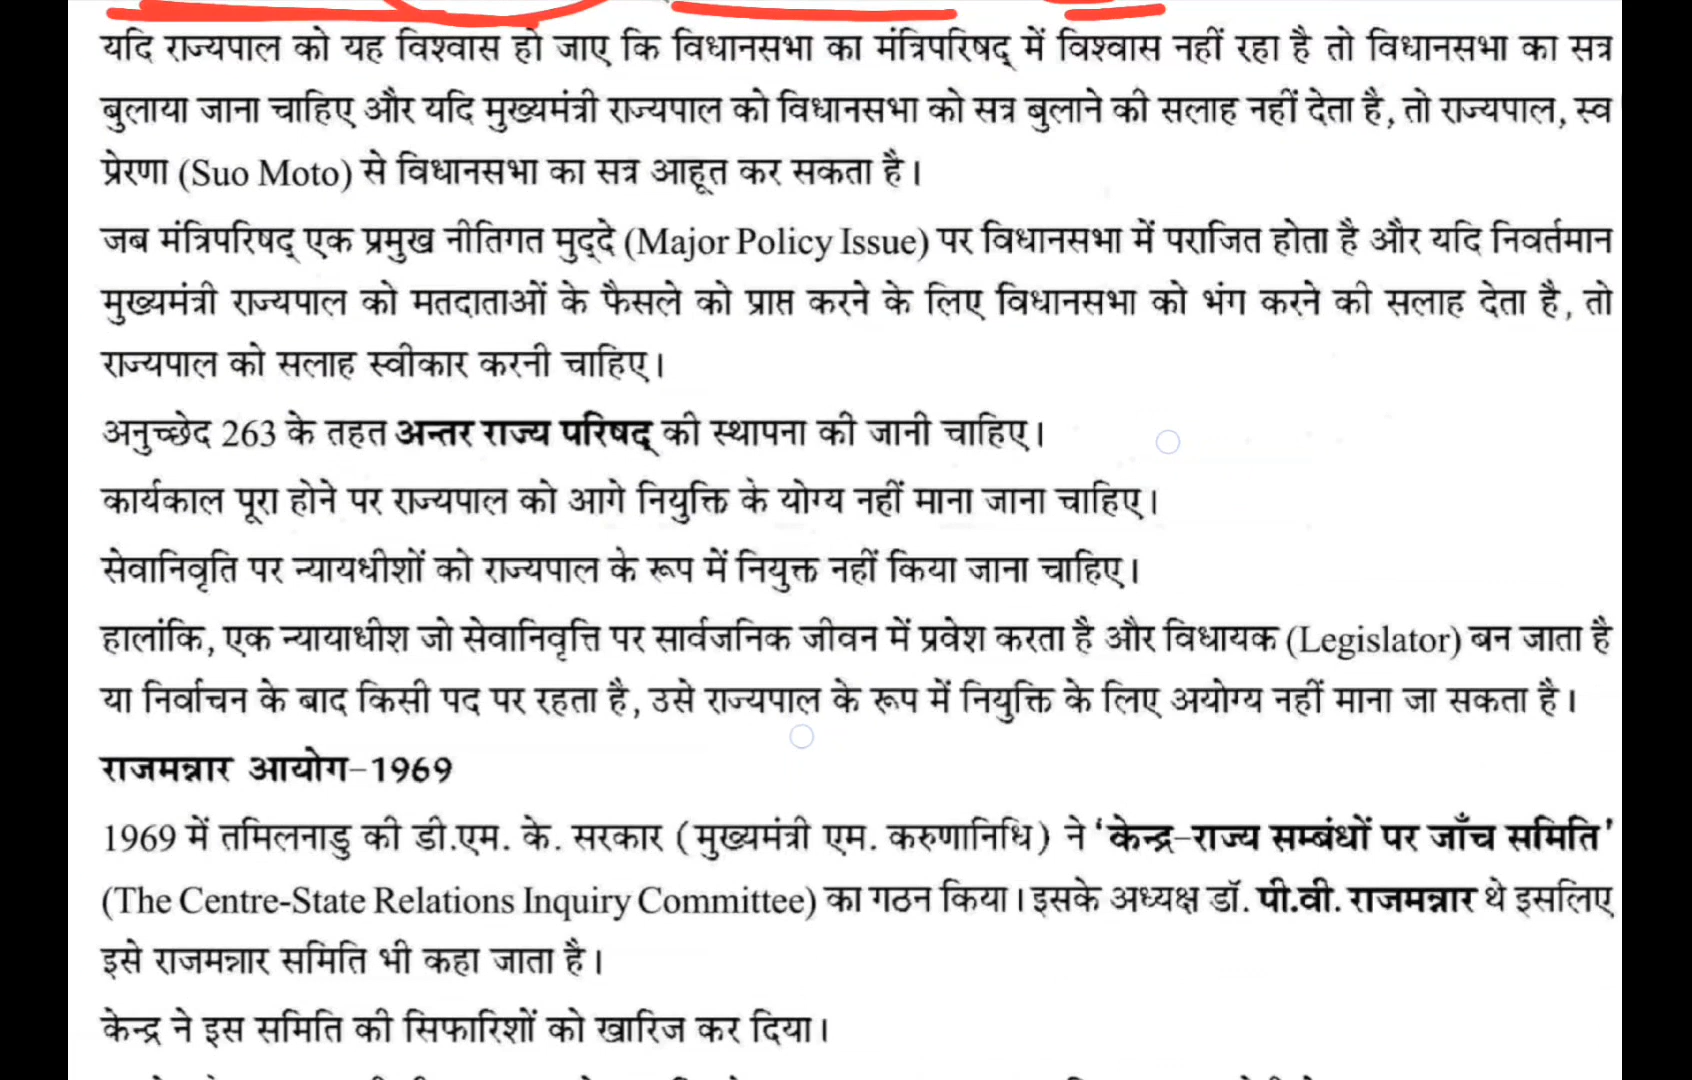 यदि राज्यपाल को यह विश्वास हो जाए कि विधानसभा का मंत्रिपरिषद् में विश्वास नहीं रहा है तो विधानसभा का सत्र
बुलाया जाना चाहिए और यदि मुख्यमंत्री राज्यपाल को विधानसभा को सत्र बुलाने की सलाह नहीं देता है, तो राज्यपाल, स्व
प्रेरणा (Suo Moto) से विधानसभा का सत्र आहूत कर सकता है।
जब मंत्रिपरिषद् एक प्रमुख नीतिगत मुद्दे (Major Policy Issue) पर विधानसभा में पराजित होता है और यदि निवर्तमान
मुख्यमंत्री राज्यपाल को मतदाताओं के फैसले को प्राप्त करने के लिए विधानसभा को भंग करने की सलाह देता है, तो
राज्यपाल को सलाह स्वीकार करनी चाहिए।
अनुच्छेद 263 के तहत अन्तर राज्य परिषद् की स्थापना की जानी चाहिए।
कार्यकाल पूरा होने पर राज्यपाल को आगे नियुक्ति के योग्य नहीं माना जाना चाहिए।
सेवानिवृति पर न्यायधीशों को राज्यपाल के रूप में नियुक्त नहीं किया जाना चाहिए।
हालांकि, एक न्यायाधीश जो सेवानिवृत्ति पर सार्वजनिक जीवन में प्रवेश करता है और विधायक (Legislator) बन जाता है
या निर्वाचन के बाद किसी पद पर रहता है, उसे राज्यपाल के रूप में नियुक्ति के लिए अयोग्य नहीं माना जा सकता है।
राजमन्नार आयोग-1969
1969 में तमिलनाडु की डी.एम. के. सरकार (मुख्यमंत्री एम. करुणानिधि) ने 'केन्द्र-राज्य सम्बंधों पर जाँच समिति'
(The Centre-State Relations Inquiry Committee) का गठन किया। इसके अध्यक्ष डॉ. पी.वी. राजमन्नार थे इसलिए
इसे राजमन्नार समिति भी कहा जाता है।
केन्द्र ने इस समिति की सिफारिशों को खारिज कर दिया।